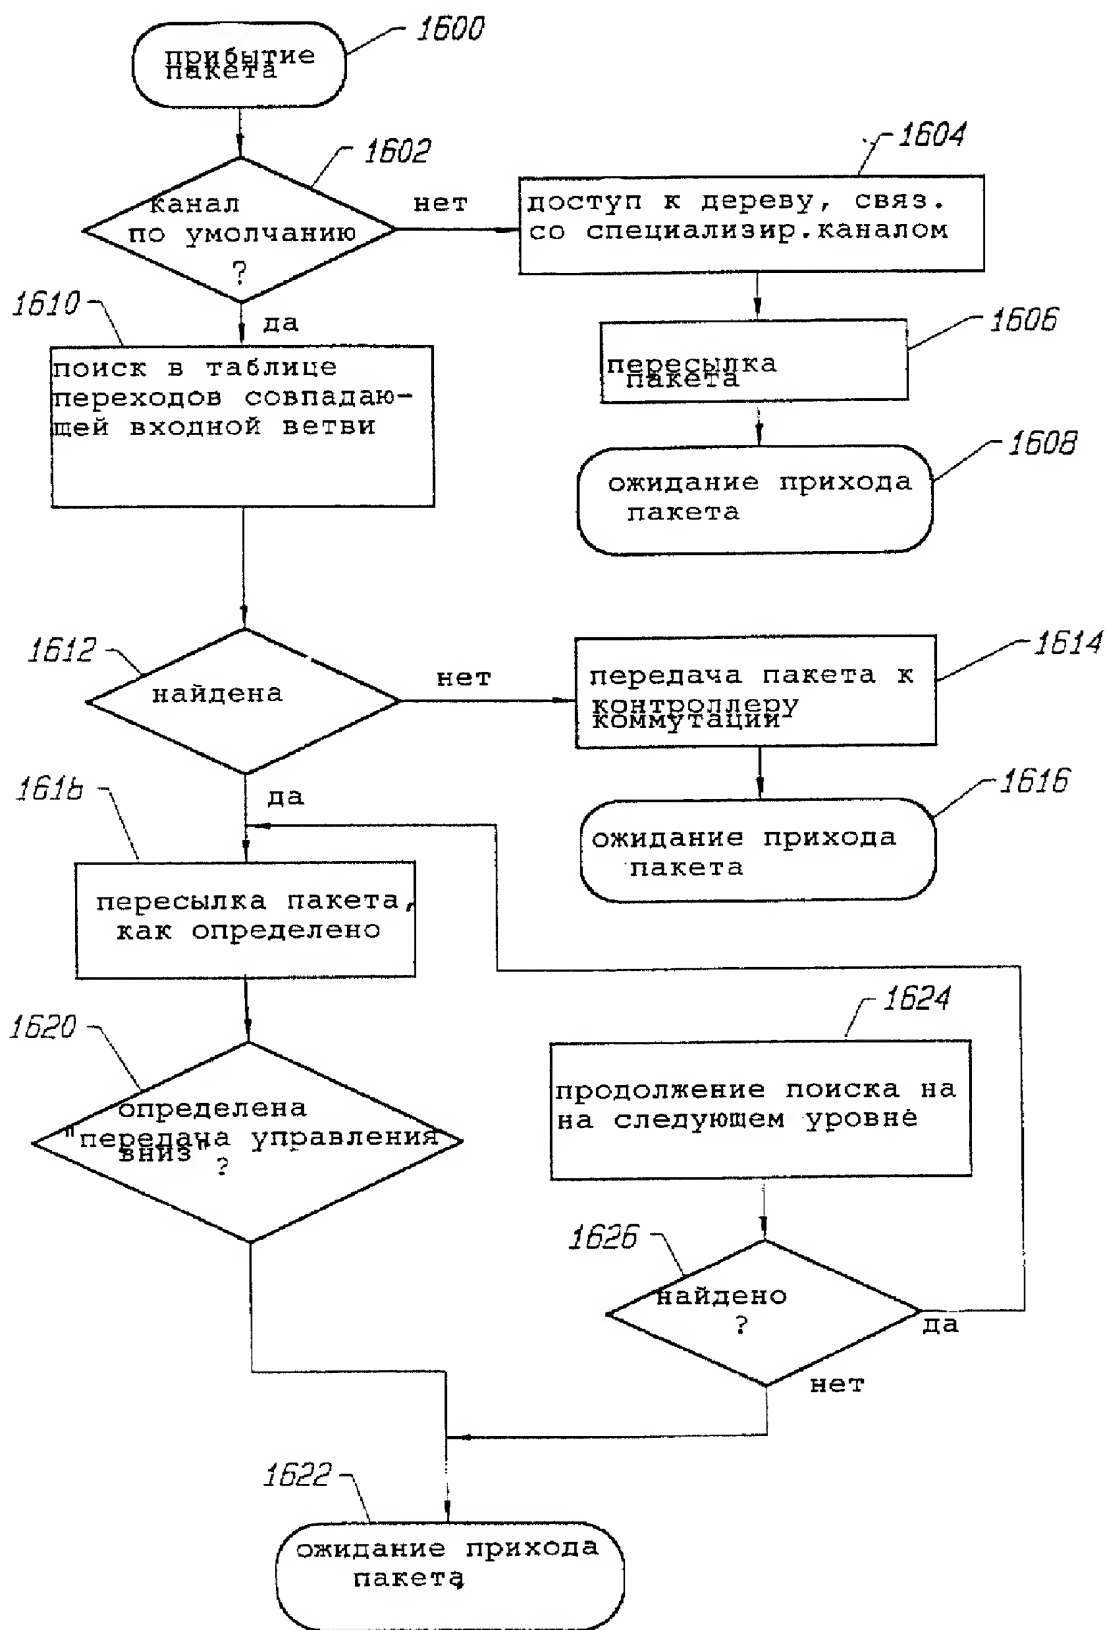 1600
прибытие
пакета
1602
канал
по умолчанию
?
нет
1604
доступ к дереву, связ.
со специализир.каналом
1606
пересылка
пакета
1608
ожидание прихода
пакета
1610
да
поиск в таблице
переходов совпадаю-
щей входной ветви
1612
найдена
нет
1614
передача пакета к
контроллеру
коммутации
1616
ожидание прихода
пакета
1618
да
пересылка пакета,
как определено
1620
определена
"передача управления
вниз"
?
1624
продолжение поиска на
на следующем уровне
1626
найдено
?
да
нет
1622
ожидание прихода
пакета